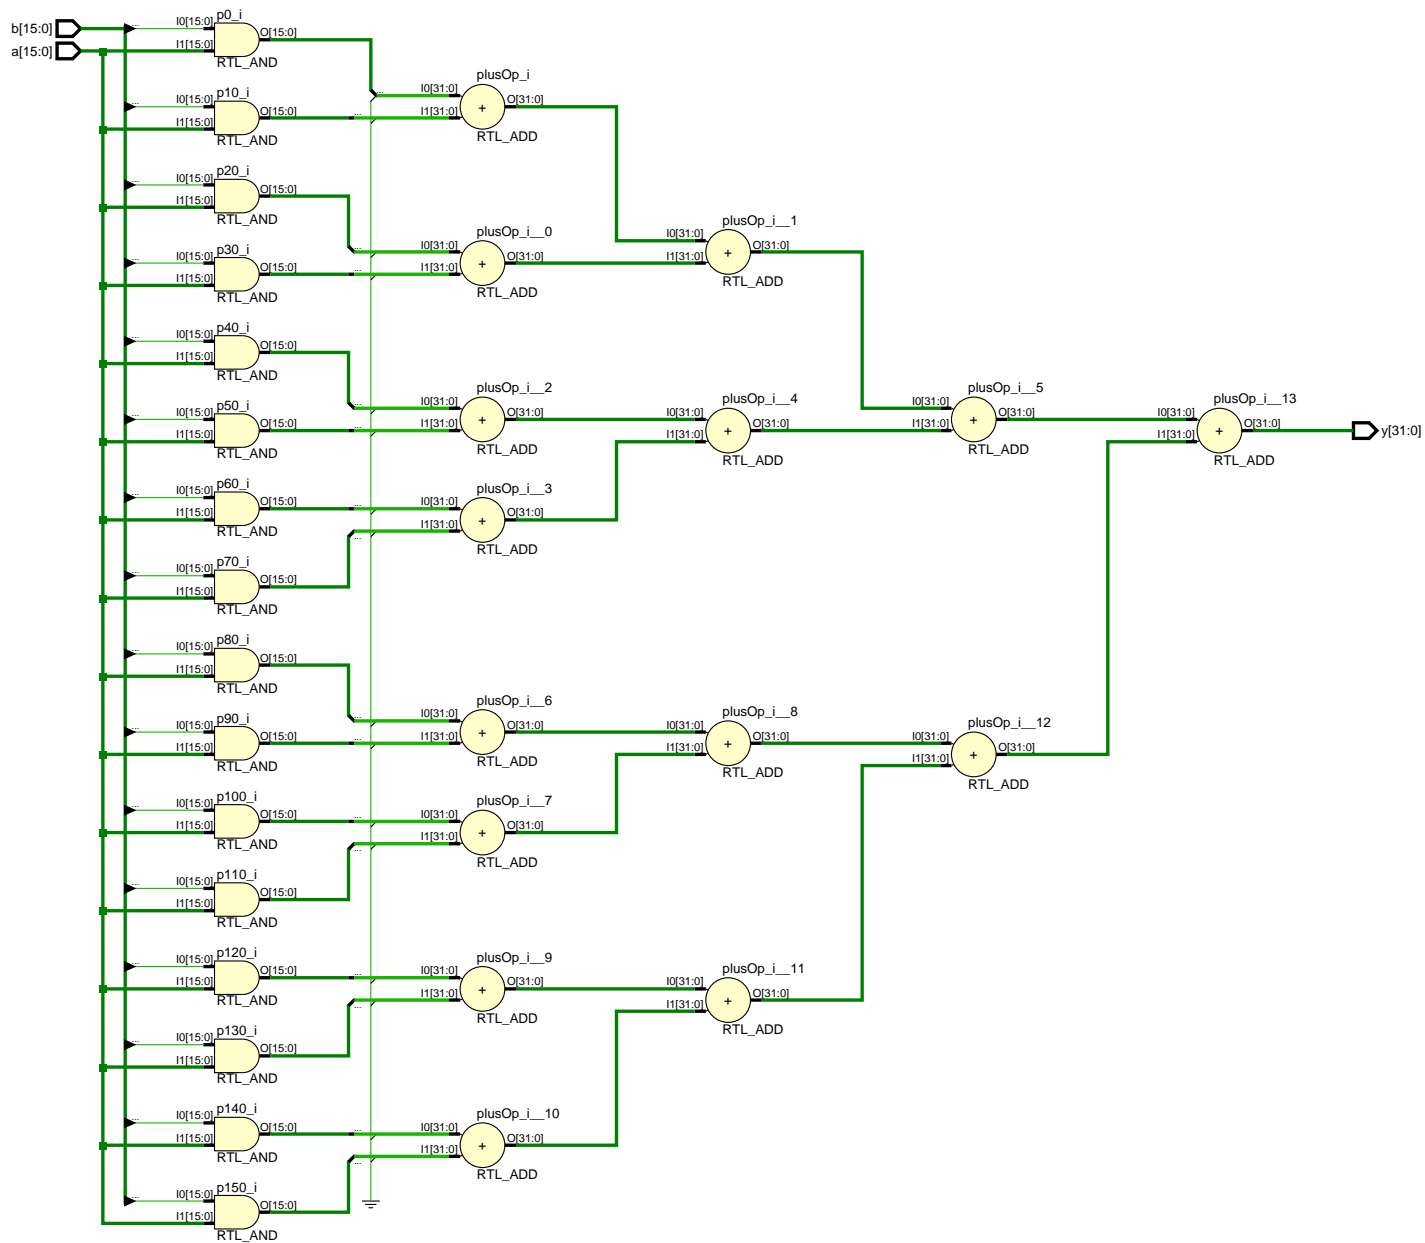 b[15:0]
a[15:0]
p0_i
I0[15:0]
I1[15:0]
O[15:0]
RTL_AND
p10_i
I0[15:0]
I1[15:0]
O[15:0]
RTL_AND
p20_i
I0[15:0]
I1[15:0]
O[15:0]
RTL_AND
p30_i
I0[15:0]
I1[15:0]
O[15:0]
RTL_AND
p40_i
I0[15:0]
I1[15:0]
O[15:0]
RTL_AND
p50_i
I0[15:0]
I1[15:0]
O[15:0]
RTL_AND
p60_i
I0[15:0]
I1[15:0]
O[15:0]
RTL_AND
p70_i
I0[15:0]
I1[15:0]
O[15:0]
RTL_AND
p80_i
I0[15:0]
I1[15:0]
O[15:0]
RTL_AND
p90_i
I0[15:0]
I1[15:0]
O[15:0]
RTL_AND
p100_i
I0[15:0]
I1[15:0]
O[15:0]
RTL_AND
p110_i
I0[15:0]
I1[15:0]
O[15:0]
RTL_AND
p120_i
I0[15:0]
I1[15:0]
O[15:0]
RTL_AND
p130_i
I0[15:0]
I1[15:0]
O[15:0]
RTL_AND
p140_i
I0[15:0]
I1[15:0]
O[15:0]
RTL_AND
p150_i
I0[15:0]
I1[15:0]
O[15:0]
RTL_AND
plusOp_i
I0[31:0]
I1[31:0]
+
O[31:0]
RTL_ADD
plusOp_i__0
I0[31:0]
I1[31:0]
+
O[31:0]
RTL_ADD
plusOp_i__2
I0[31:0]
I1[31:0]
+
O[31:0]
RTL_ADD
plusOp_i__3
I0[31:0]
I1[31:0]
+
O[31:0]
RTL_ADD
plusOp_i__6
I0[31:0]
I1[31:0]
+
O[31:0]
RTL_ADD
plusOp_i__7
I0[31:0]
I1[31:0]
+
O[31:0]
RTL_ADD
plusOp_i__9
I0[31:0]
I1[31:0]
+
O[31:0]
RTL_ADD
plusOp_i__10
I0[31:0]
I1[31:0]
+
O[31:0]
RTL_ADD
plusOp_i__1
I0[31:0]
I1[31:0]
+
O[31:0]
RTL_ADD
plusOp_i__4
I0[31:0]
I1[31:0]
+
O[31:0]
RTL_ADD
plusOp_i__8
I0[31:0]
I1[31:0]
+
O[31:0]
RTL_ADD
plusOp_i__11
I0[31:0]
I1[31:0]
+
O[31:0]
RTL_ADD
plusOp_i__5
I0[31:0]
I1[31:0]
+
O[31:0]
RTL_ADD
plusOp_i__12
I0[31:0]
I1[31:0]
+
O[31:0]
RTL_ADD
plusOp_i__13
I0[31:0]
I1[31:0]
+
O[31:0]
RTL_ADD
y[31:0]